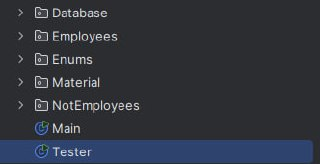 Database
Employees
Enums
Material
NotEmployees
Main
Tester